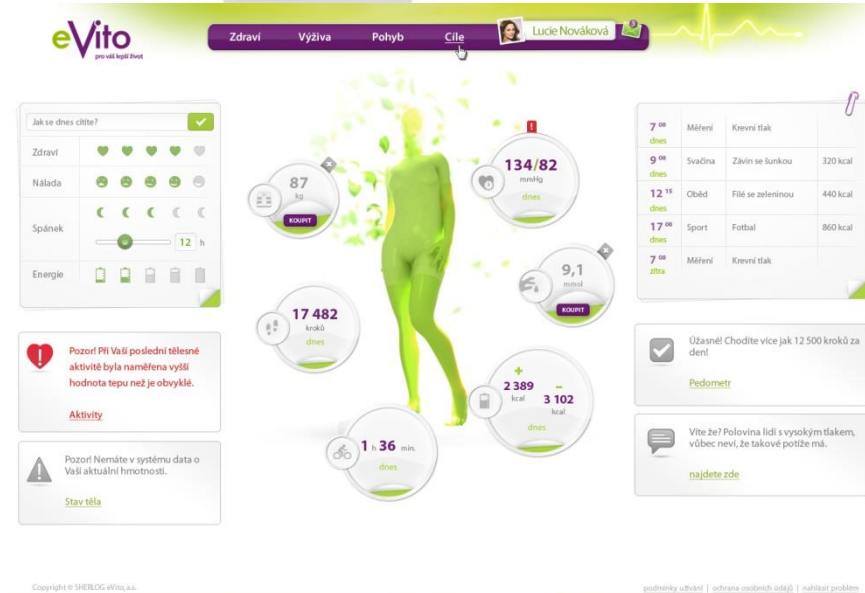 eVito
pro váš lepší život
Zdraví Výživa Pohyb Cíle
Lucie Nováková
3
Jak se dnes cítíte?
Zdraví
Nálada
Spánek
12 h
Energie
Pozor! Při Vaší poslední tělesné
aktivitě byla naměřena vyšší
hodnota tepu než je obvyklé.
Aktivity
Pozor! Nemáte v systému data o
Vaší aktuální hmotnosti.
Stav těla
87
kg
KOUPIT
134/82
mmHg
dnes
9,1
mmol
KOUPIT
17 482
kroků
dnes
+
2 389
kcal
–
3 102
kcal
dnes
1 h 36 min.
dnes
7 00 Měření Krevní tlak
dnes
9 00 Svačina Závin se šunkou 320 kcal
dnes
12 15 Oběd Filé se zeleninou 440 kcal
dnes
17 00 Sport Fotbal 860 kcal
dnes
7 00 Měření Krevní tlak
zítra
Úžasné! Chodíte více jak 12 500 kroků za
den!
Pedometr
Víte že? Polovina lidí s vysokým tlakem,
vůbec neví, že takové potíže má.
najdete zde
Copyright © SHERLOG eVito, a.s.
podmínky užívání | ochrana osobních údajů | nahlásit problém